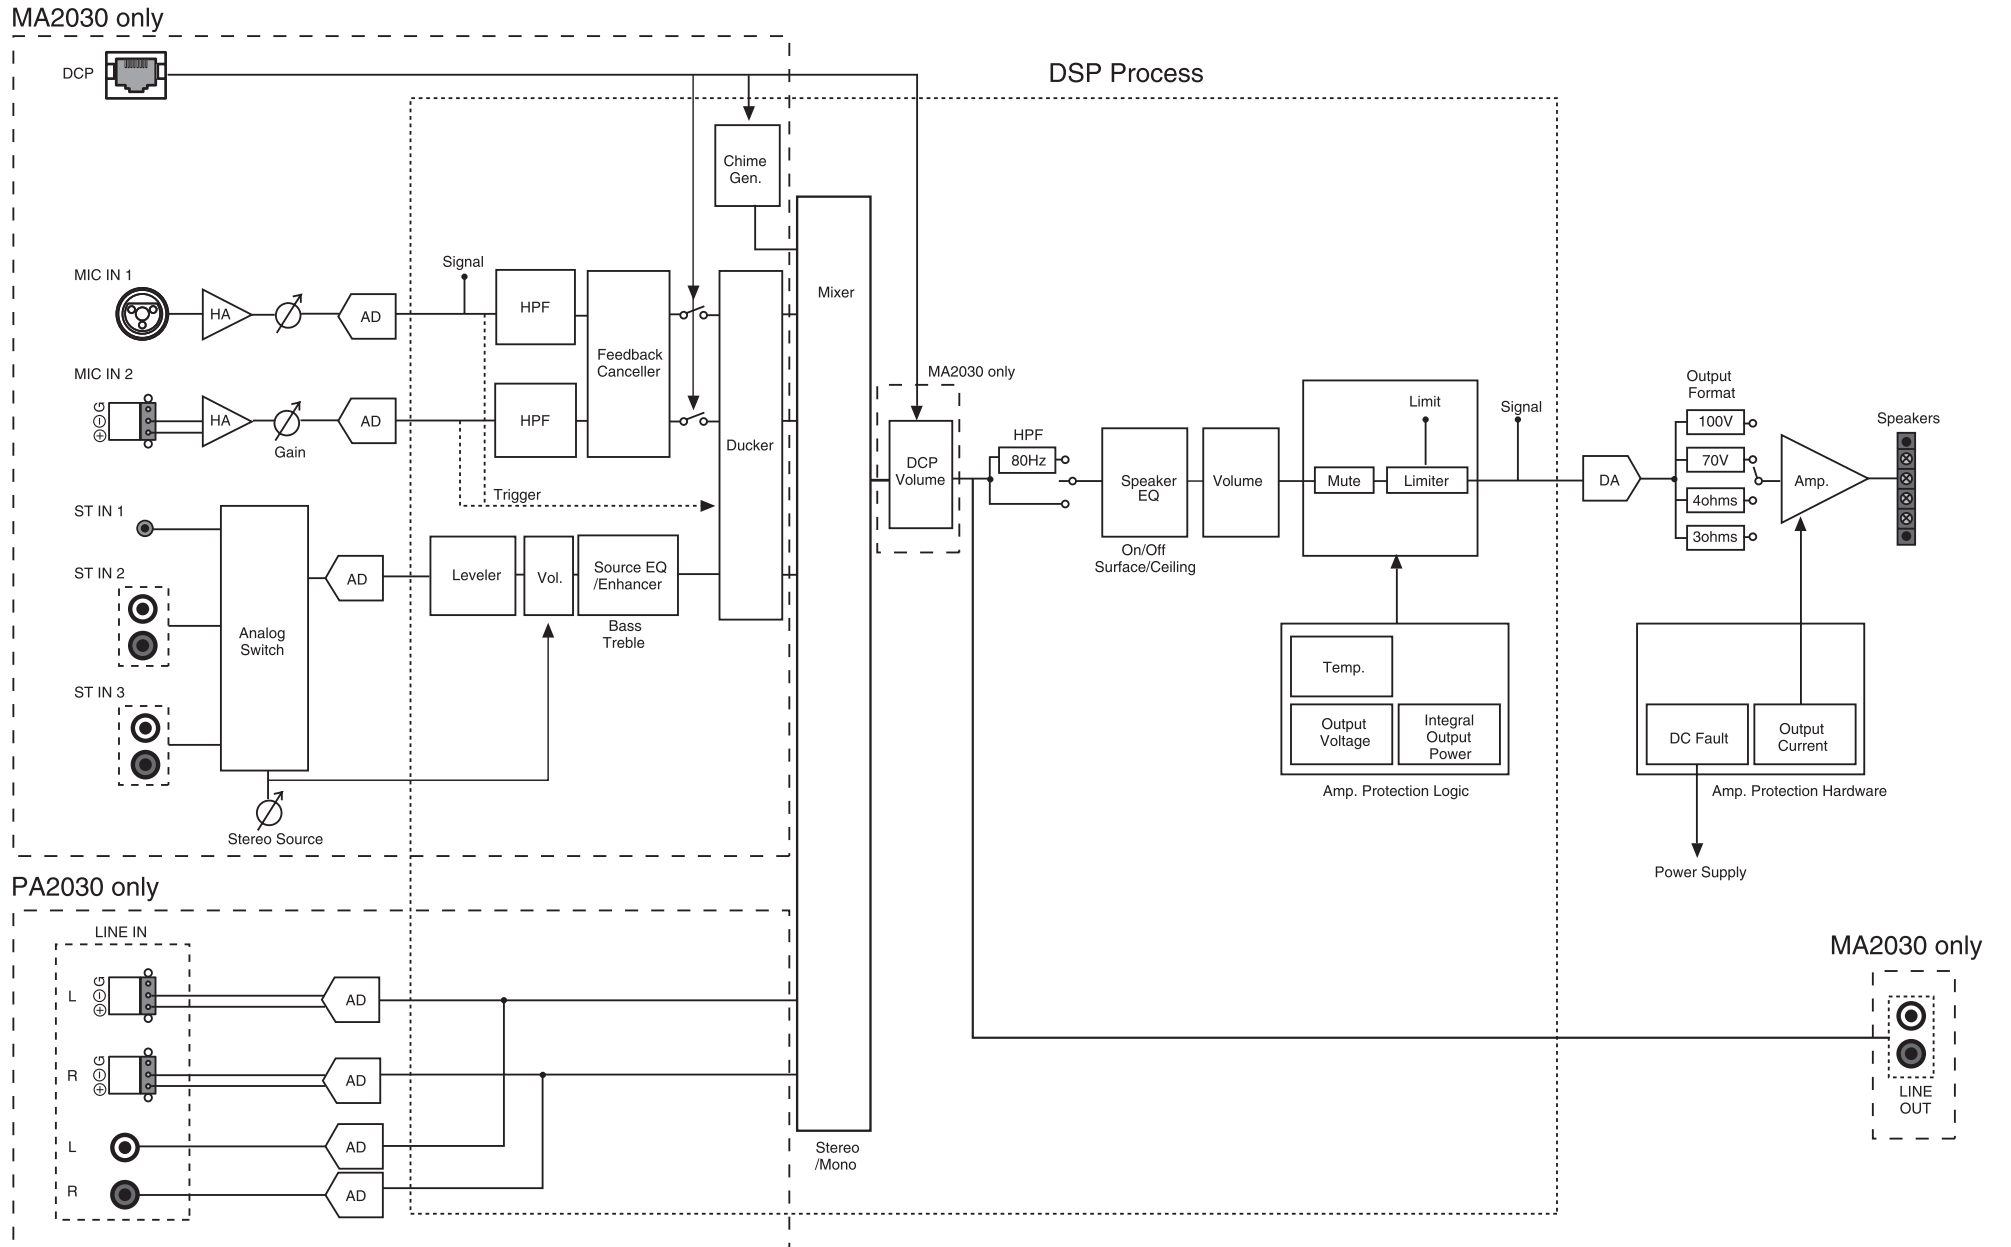 MA2030 only
DCP
DSP Process
Chime
Gen.
Mixer
MIC IN 1
HA
AD
Signal
HPF
Feedback
Canceller
MIC IN 2
G
HA
Gain
AD
HPF
Ducker
Trigger
ST IN 1
ST IN 2
ST IN 3
Analog
Switch
AD
Leveler
Vol.
Source EQ
/Enhancer
Bass
Treble
Stereo Source
MA2030 only
DCP
Volume
HPF
80Hz
Speaker
EQ
On/Off
Surface/Ceiling
Volume
Limit
Mute
Limiter
Signal
DA
Output
Format
100V
70V
4ohms
3ohms
Amp.
Speakers
Temp.
Output
Voltage
Integral
Output
Power
Amp. Protection Logic
DC Fault
Output
Current
Amp. Protection Hardware
Power Supply
PA2030 only
LINE IN
L
G
AD
R
G
AD
L
AD
R
AD
Stereo
/Mono
MA2030 only
LINE
OUT